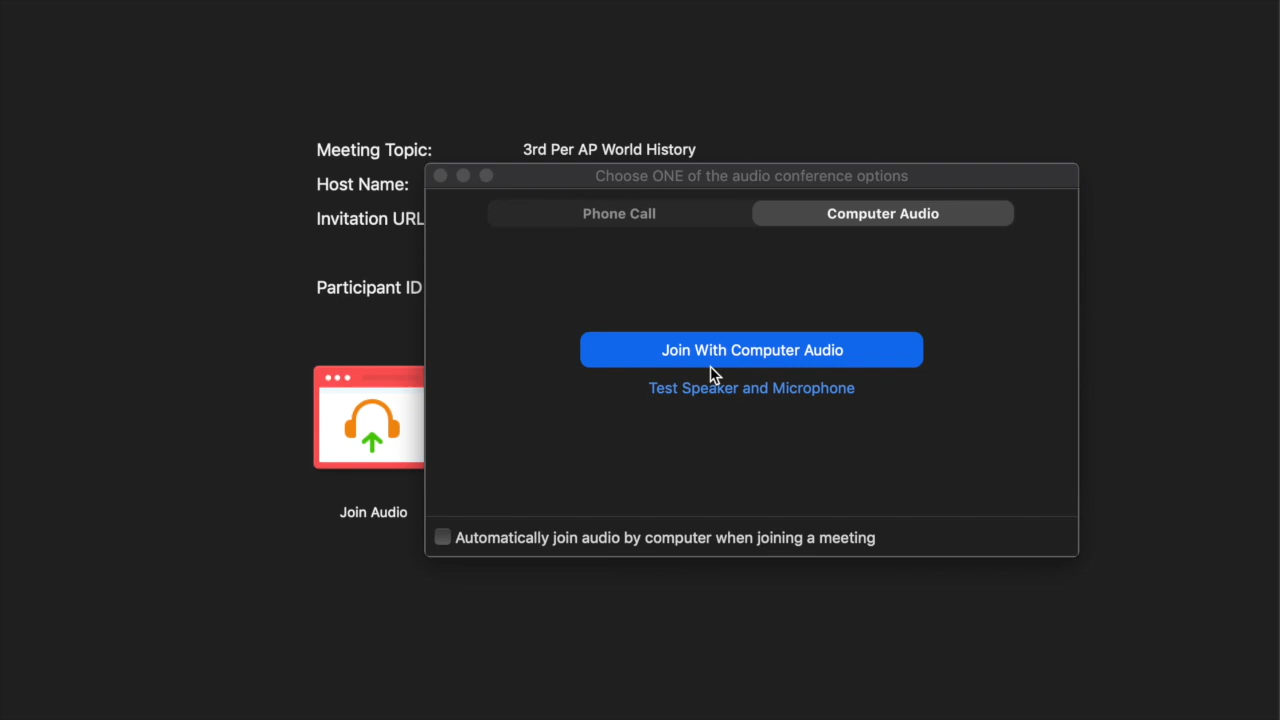 Meeting Topic: 3rd Per AP World History
Host Name:
Invitation URL
Participant ID
Join Audio
Choose ONE of the audio conference options
Phone Call Computer Audio
Join With Computer Audio
Test Speaker and Microphone
Automatically join audio by computer when joining a meeting